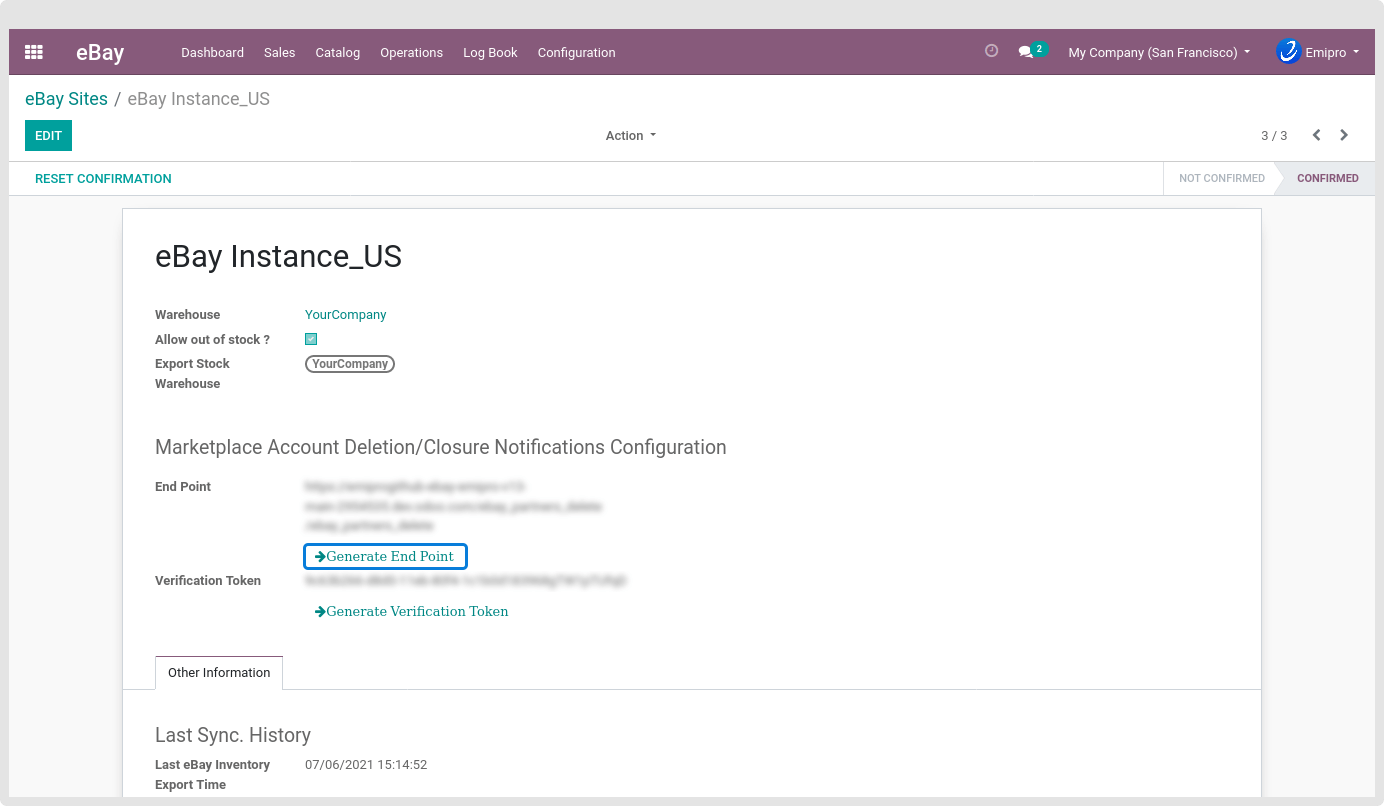 eBay Dashboard Sales Catalog Operations Log Book Configuration 2 My Company (San Francisco) Emipro
eBay Sites / eBay Instance_US
EDIT Action 3 / 3
RESET CONFIRMATION NOT CONFIRMED CONFIRMED
eBay Instance_US
Warehouse YourCompany
Allow out of stock ?
Export Stock YourCompany
Warehouse
Marketplace Account Deletion/Closure Notifications Configuration
End Point
Generate End Point
Verification Token
Generate Verification Token
Other Information
Last Sync. History
Last eBay Inventory 07/06/2021 15:14:52
Export Time